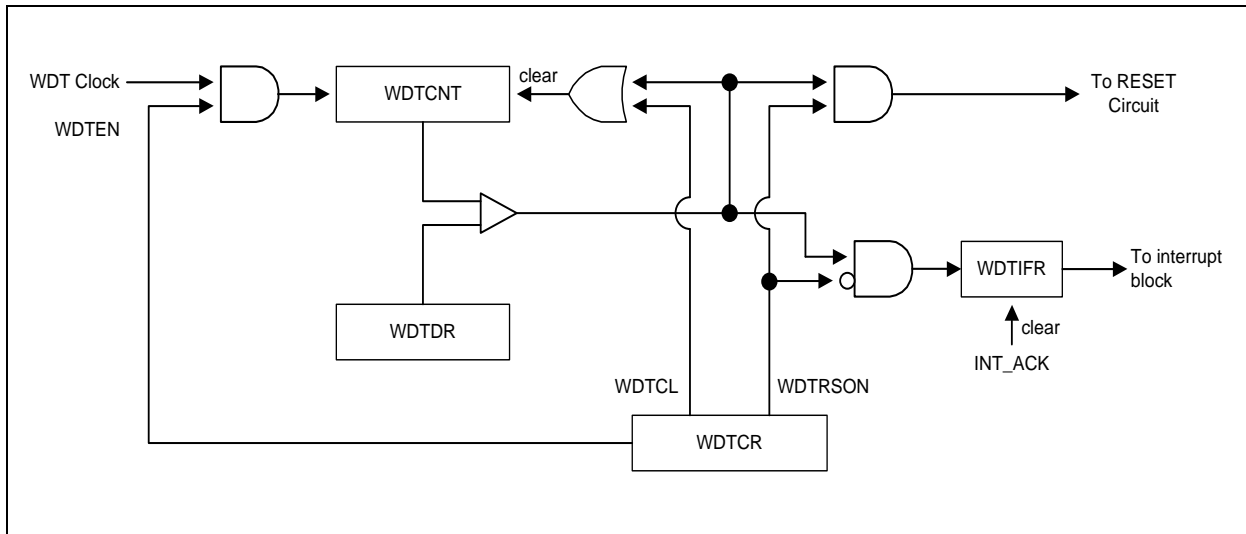 WDT Clock
WDTEN
WDTCNT
clear
To RESET
Circuit
WDTDR
WDTIFR
To interrupt
block
clear
INT_ACK
WDTCL
WDTRSON
WDTCR